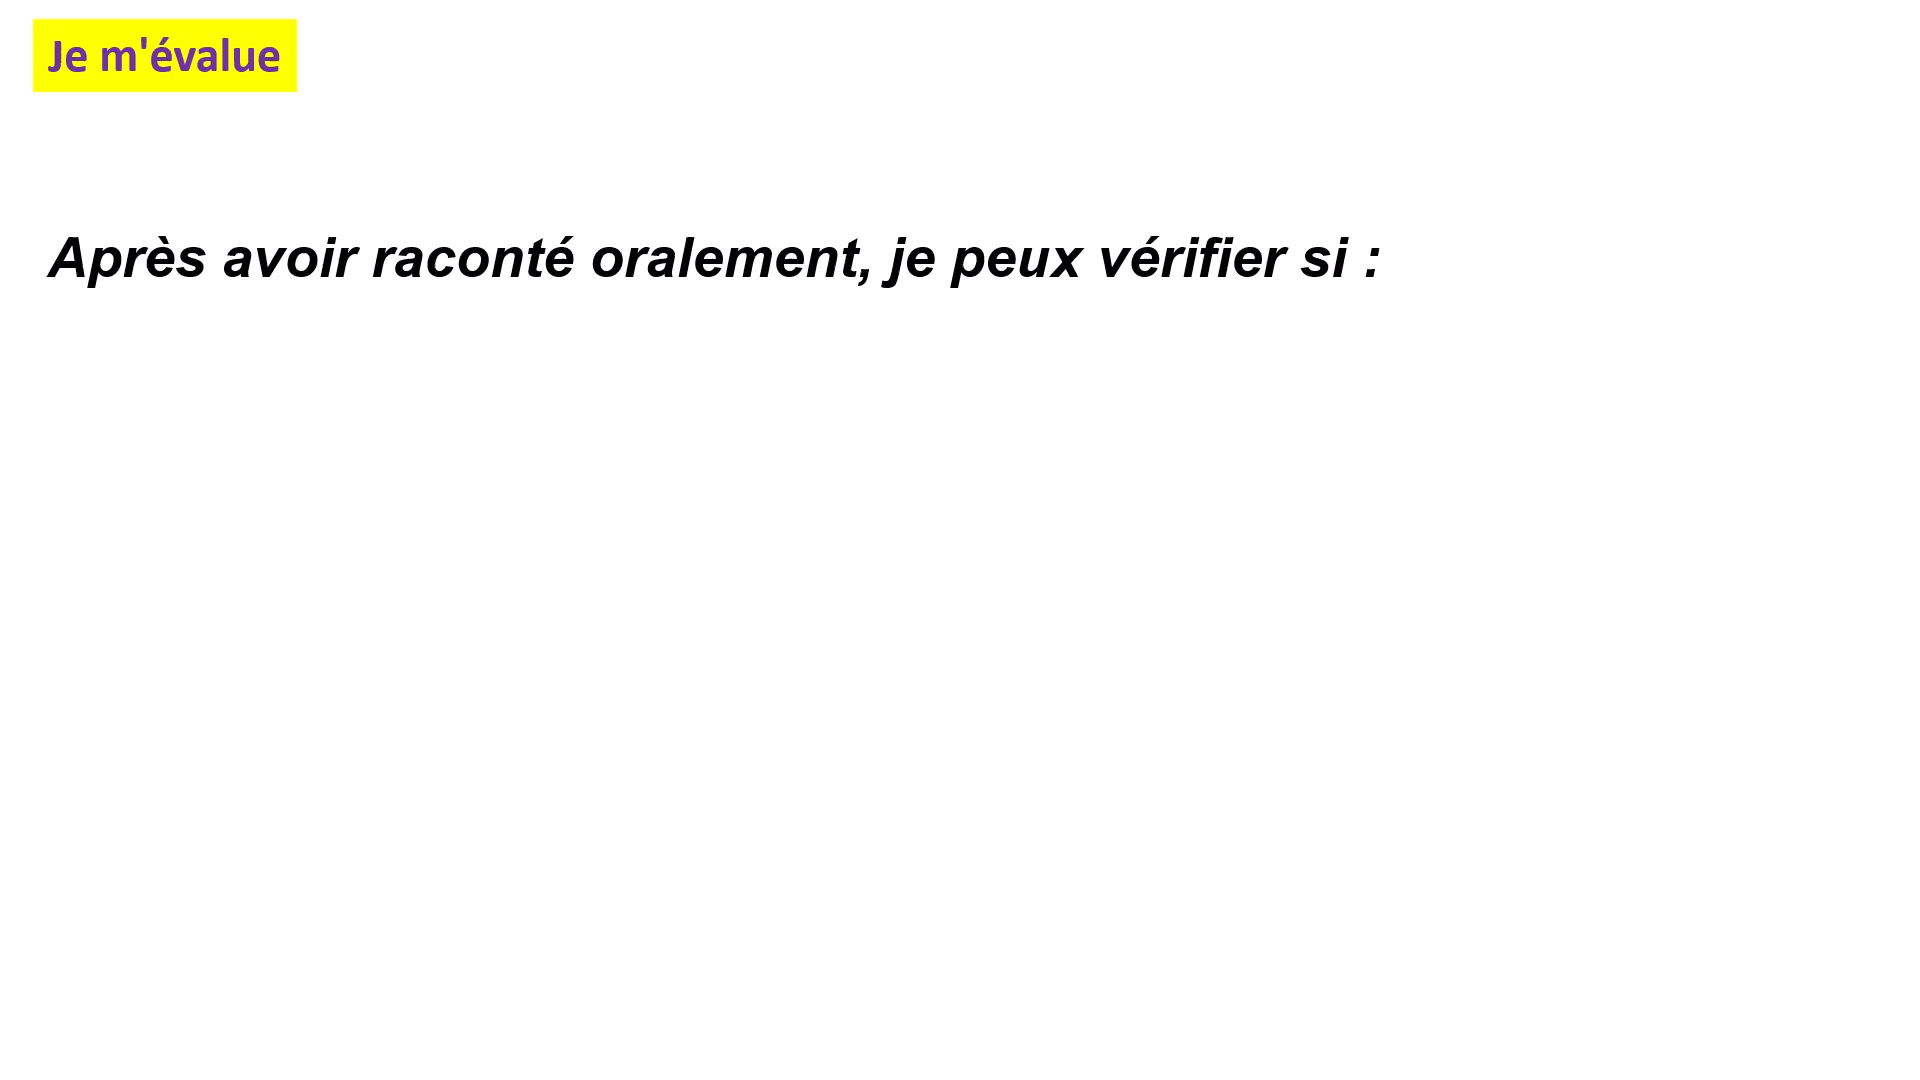 Je m'évalue
Après avoir raconté oralement, je peux vérifier si :